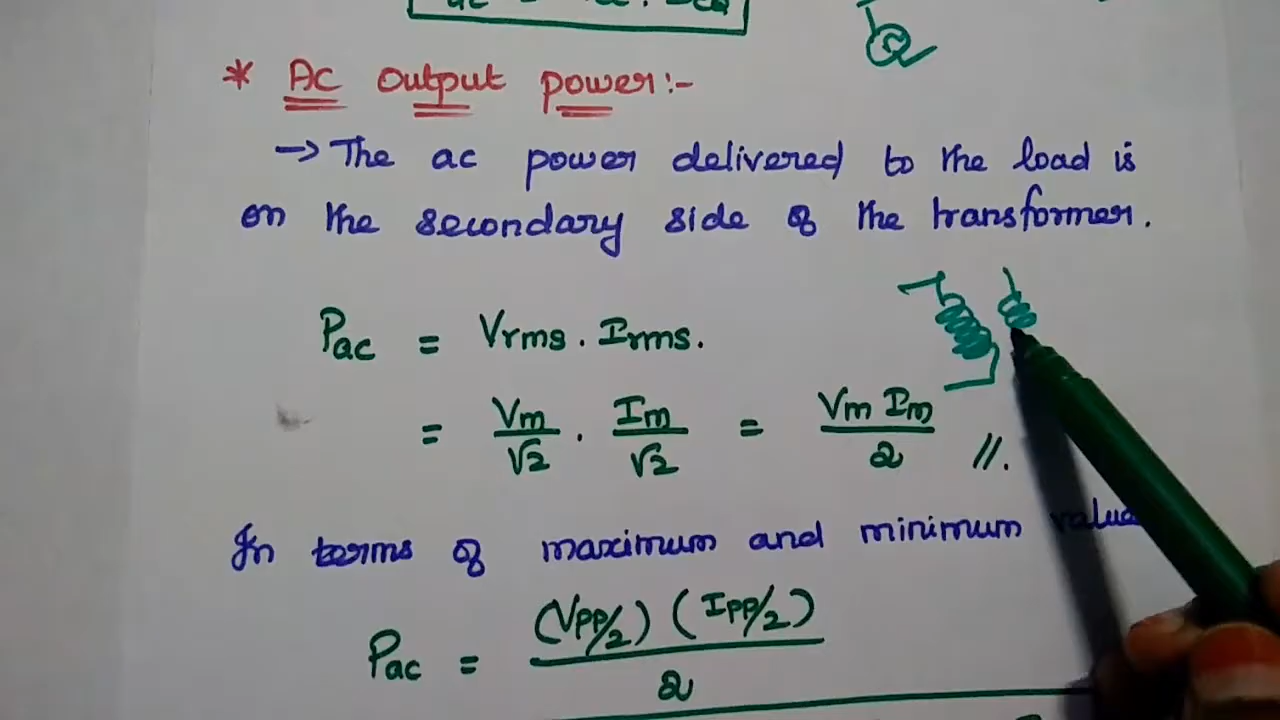 * AC output power:-
→ The ac power delivered to the load is
on the secondary side of the transformer.
Pac = Vrms . Irms.
= Vm/√2 . Im/√2 = Vm Im/2 //.
In terms of maximum and minimum value
Pac = (VPP/2) (IPP/2)/2